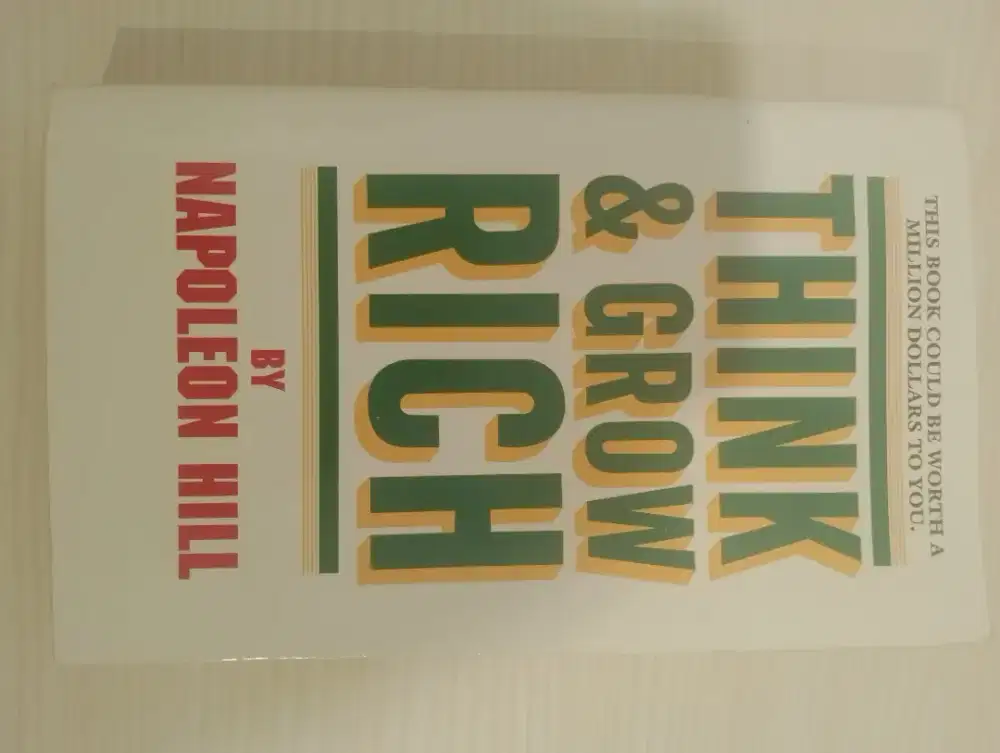 THIS BOOK COULD BE WORTH A
MILLION DOLLARS TO YOU.
THINK
& GROW
RICH
BY
NAPOLEON HILL